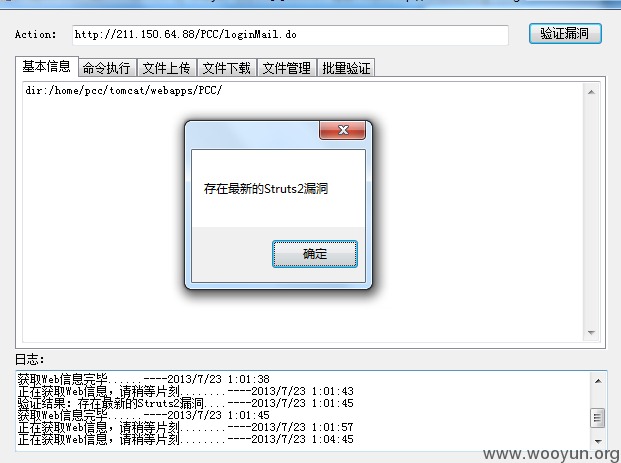 Action: http://211.150.64.88/PCC/loginMail.do 验证漏洞
基本信息 命令执行 文件上传 文件下载 文件管理 批量验证
dir:/home/pcc/tomcat/webapps/PCC/
存在最新的Struts2漏洞
确定
日志:
获取Web信息完毕......----2013/7/23 1:01:38
正在获取Web信息，请稍等片刻........----2013/7/23 1:01:43
验证结果：存在最新的Struts2漏洞....----2013/7/23 1:01:45
获取Web信息完毕......----2013/7/23 1:01:45
正在获取Web信息，请稍等片刻........----2013/7/23 1:01:57
正在获取Web信息，请稍等片刻........----2013/7/23 1:04:45
www.wooyun.org